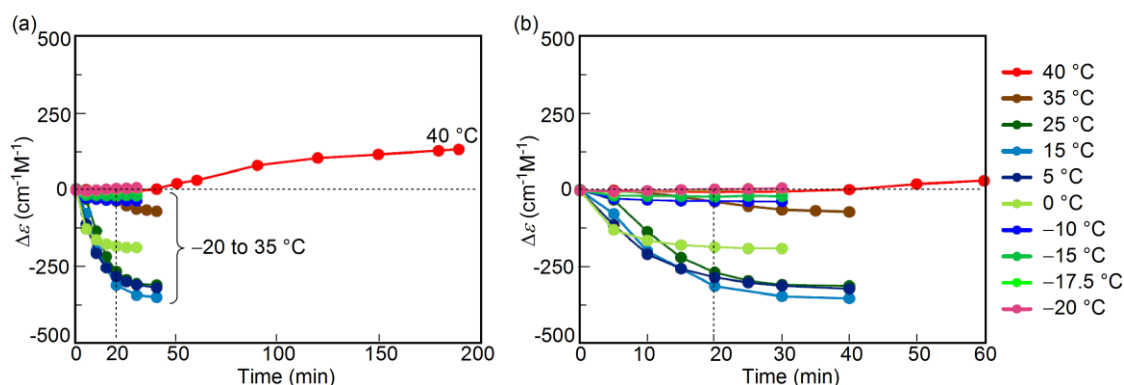 (a)
500
250
0
-250
-500
Δε (cm⁻¹M⁻¹)
40 °C
–20 to 35 °C
0 20 50 100 150 200
Time (min)
(b)
500
250
0
-250
-500
Δε (cm⁻¹M⁻¹)
0 10 20 30 40 50 60
Time (min)
40 °C
35 °C
25 °C
15 °C
5 °C
0 °C
–10 °C
–15 °C
–17.5 °C
–20 °C